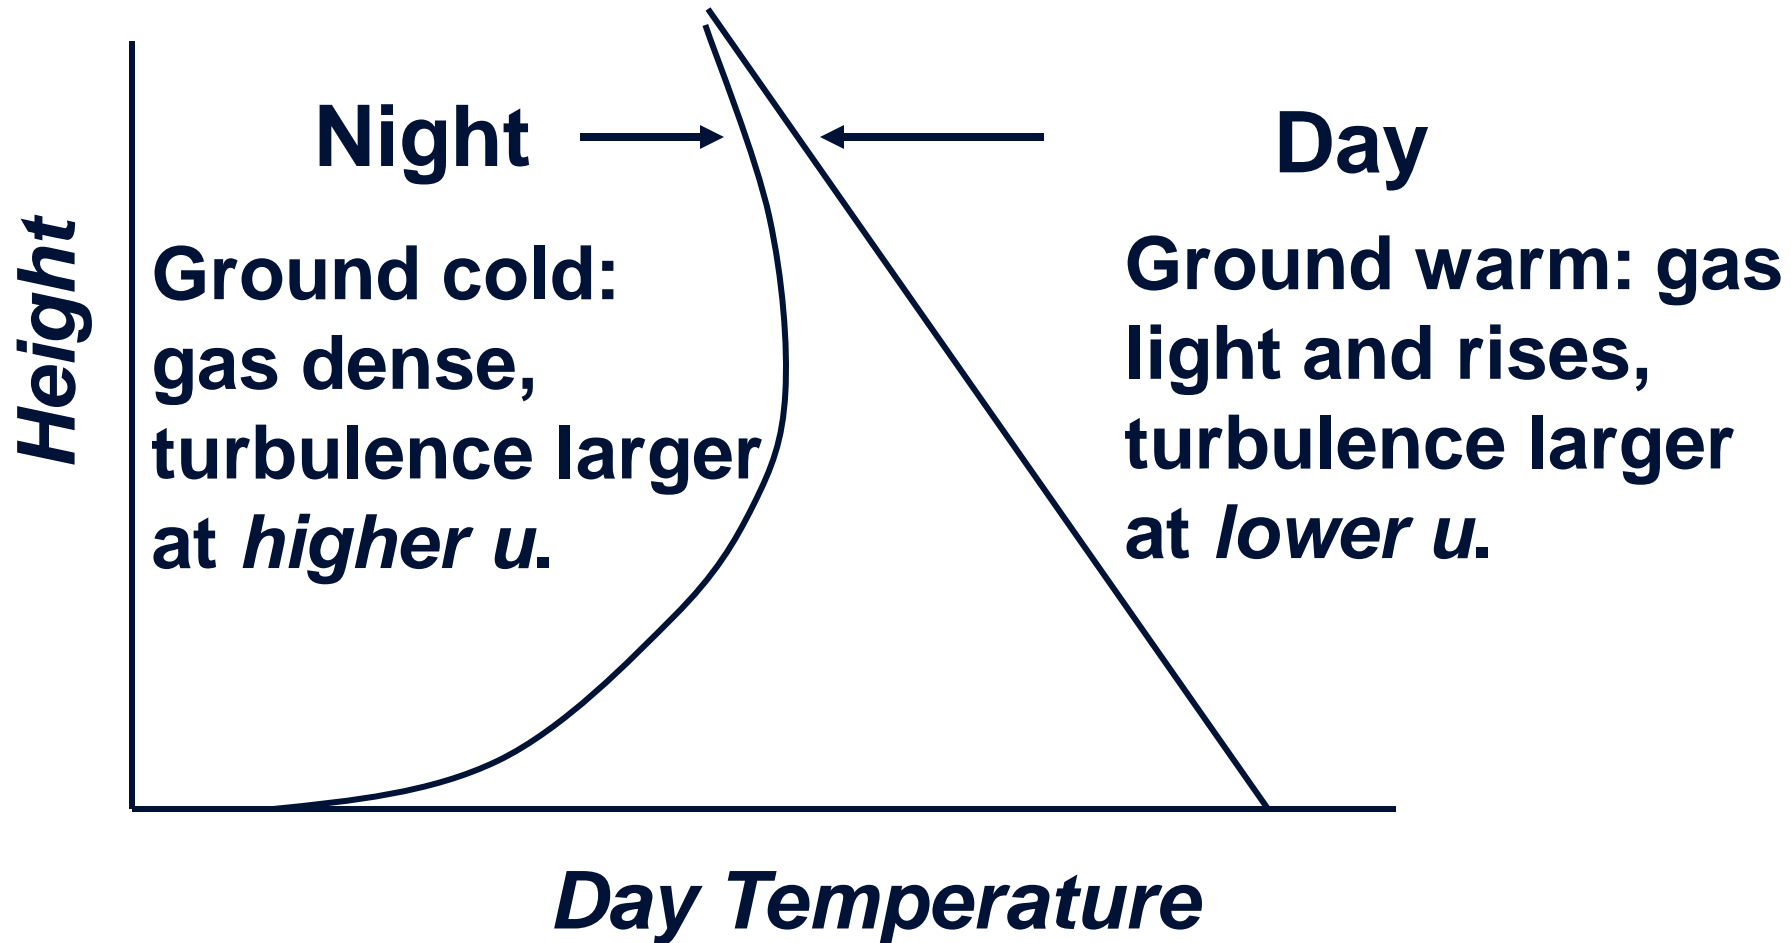 Night
Day
Height
Ground cold:
gas dense,
turbulence larger
at higher u.
Ground warm: gas
light and rises,
turbulence larger
at lower u.
Day Temperature